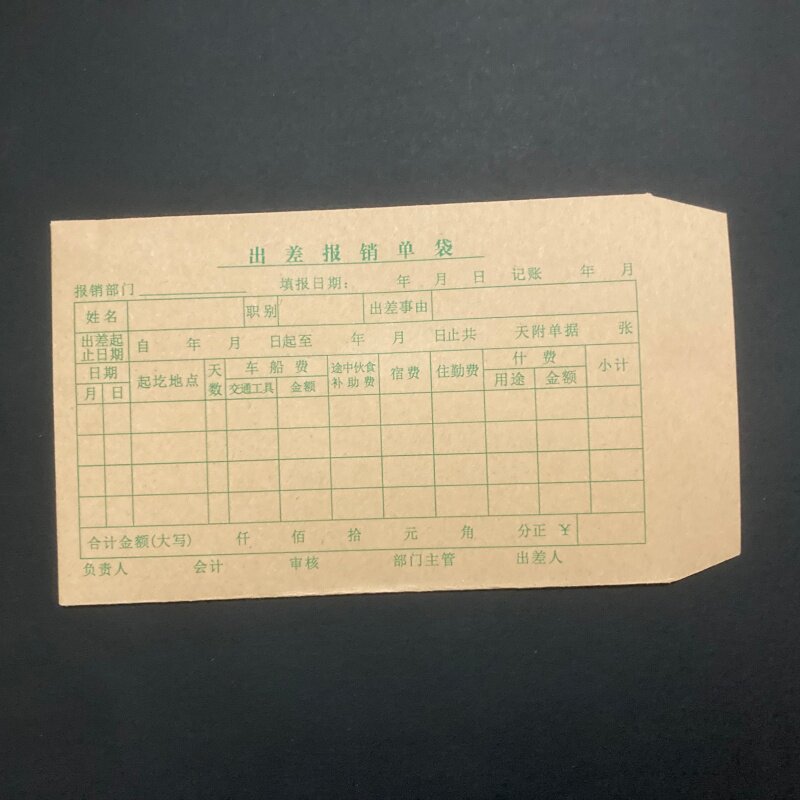 出差报销单袋
报销部门 填报日期： 年 月 日 记账 年 月
姓名 职别 出差事由
出差起止日期 自 年 月 日起至 年 月 日止共 天附单据 张
日期 起讫地点 天数 车船费 途中伙食补助费 宿费 住勤费 什费 小计
月 日 交通工具 金额 用途 金额
合计金额(大写) 仟 佰 拾 元 角 分正 ¥
负责人 会计 审核 部门主管 出差人